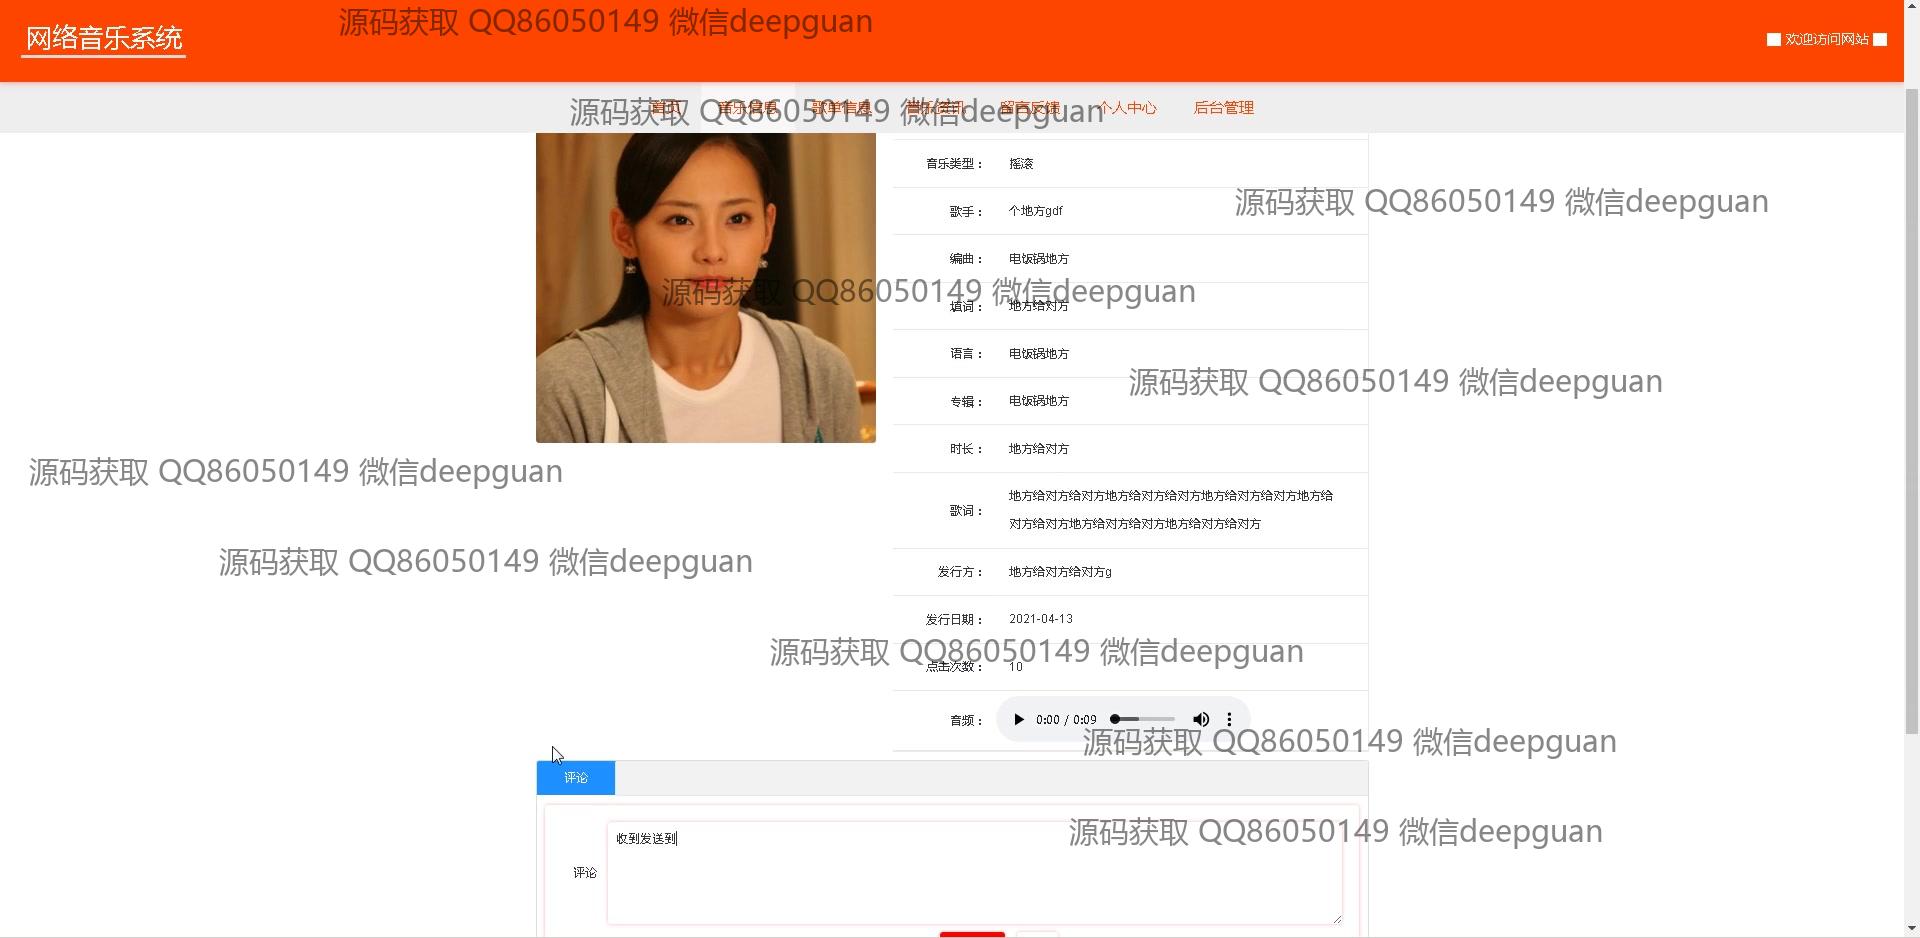 源码获取 QQ86050149 微信deepguan
网络音乐系统
欢迎访问网站
首页 音乐信息 歌单信息 音乐资讯 留言反馈 个人中心 后台管理
源码获取 QQ86050149 微信deepguan
音乐类型： 摇滚
源码获取 QQ86050149 微信deepguan
歌手： 个地方gdf
编曲： 电饭锅地方
源码获取 QQ86050149 微信deepguan
填词： 地方给对方
语言： 电饭锅地方
源码获取 QQ86050149 微信deepguan
专辑： 电饭锅地方
时长： 地方给对方
源码获取 QQ86050149 微信deepguan
歌词： 地方给对方给对方地方给对方给对方地方给对方给对方地方给
对方给对方地方给对方给对方地方给对方给对方
源码获取 QQ86050149 微信deepguan
发行方： 地方给对方给对方g
发行日期： 2021-04-13
源码获取 QQ86050149 微信deepguan
点击次数： 10
音频： 0:00 / 0:09
源码获取 QQ86050149 微信deepguan
评论
收到发送到
源码获取 QQ86050149 微信deepguan
评论